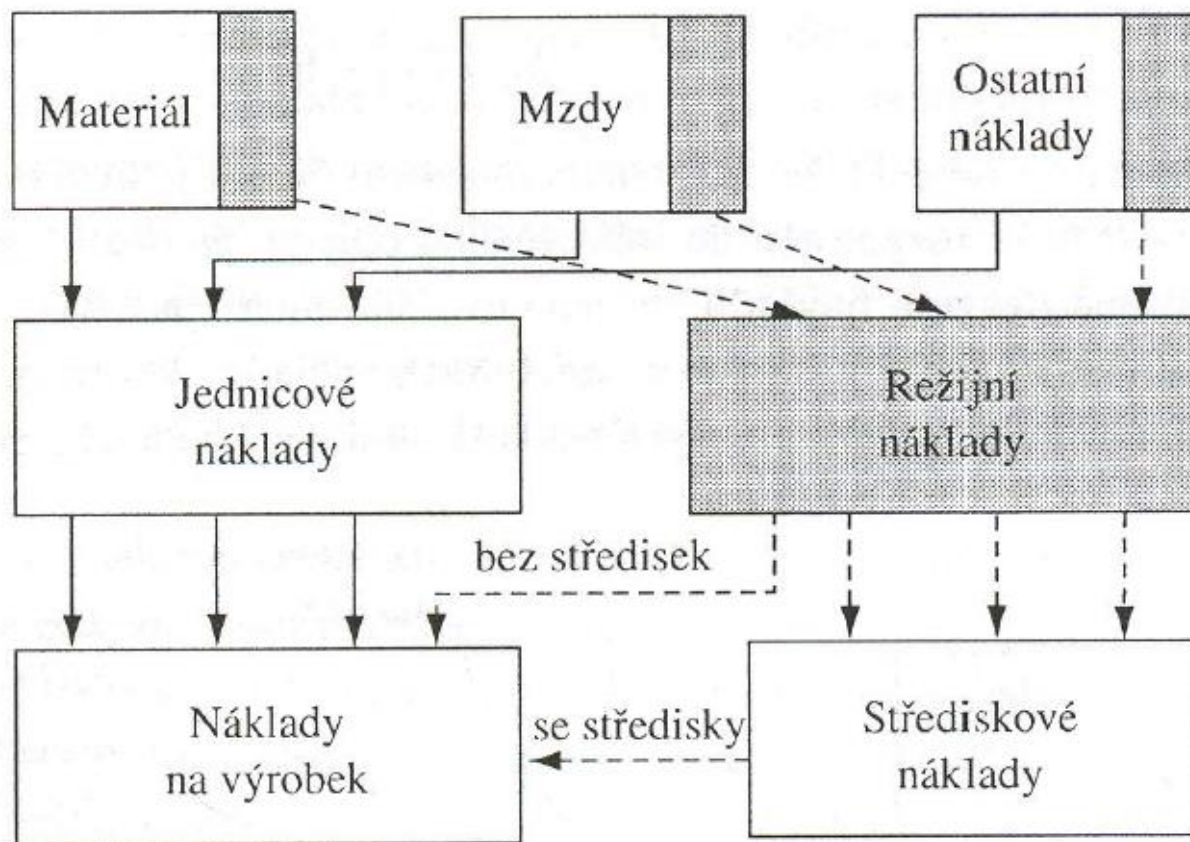 Materiál
Mzdy
Ostatní
náklady
Jednicové
náklady
Režijní
náklady
bez středisek
Náklady
na výrobek
se středisky
Střediskové
náklady